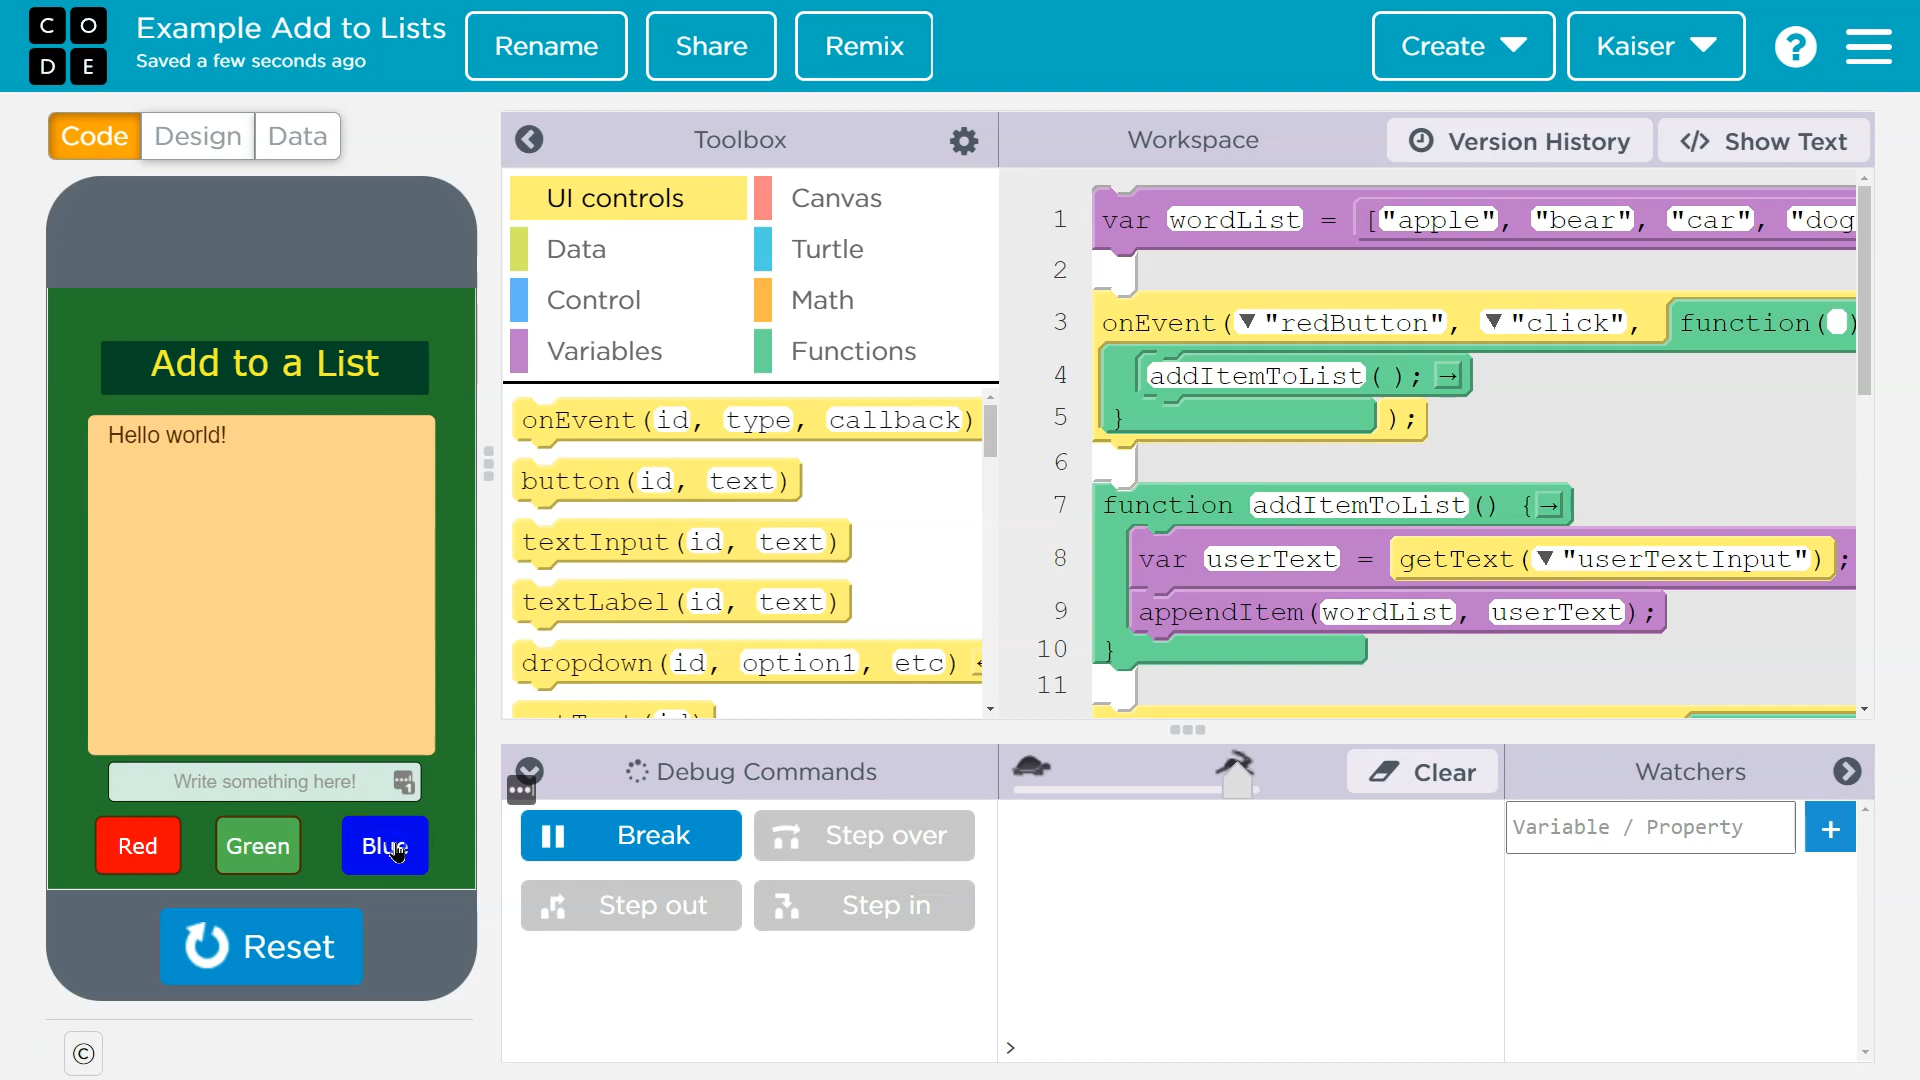 CODE
Example Add to Lists
Saved a few seconds ago
Rename
Share
Remix
Create
Kaiser
?
Code
Design
Data
Add to a List
Hello world!
Write something here!
Red
Green
Blue
Reset
©
Toolbox
UI controls
Canvas
Data
Turtle
Control
Math
Variables
Functions
onEvent(id, type, callback)
button(id, text)
textInput(id, text)
textLabel(id, text)
dropdown(id, option1, etc)
Workspace
Version History
</> Show Text
1 var wordList = ["apple", "bear", "car", "dog
2
3 onEvent(▼"redButton", ▼"click", function( )
4 addItemToList(); →
5 } );
6
7 function addItemToList() { →
8 var userText = getText(▼"userTextInput");
9 appendItem(wordList, userText);
10 }
11
Debug Commands
Break
Step over
Step out
Step in
Clear
>
Watchers
Variable / Property
+